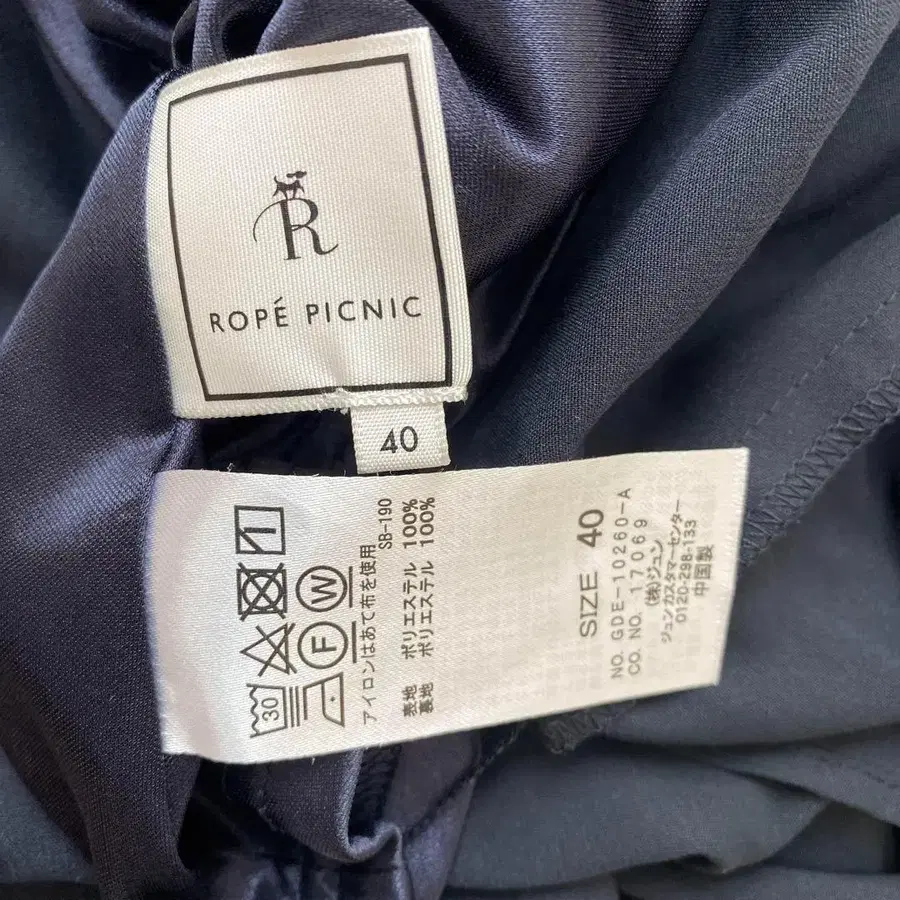 R
ROPÉ PICNIC
40
30
F
W
アイロンはあて布を使用
SB-190
表地 ポリエステル 100%
裏地 ポリエステル 100%
SIZE 40
NO. GDE-10260-A
CO. NO. 17069
(株)ジュン
ジュンカスタマーセンター
0120-298-133
中国製